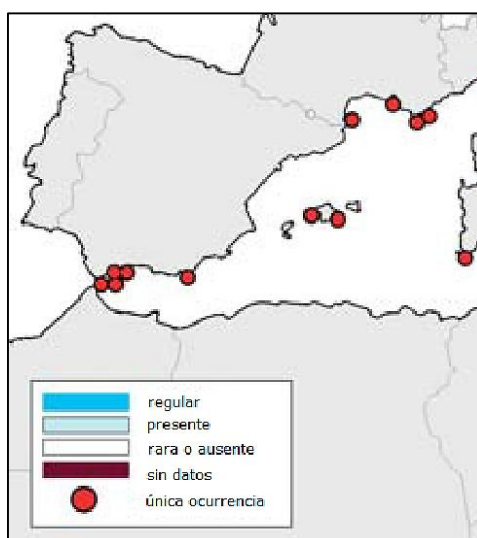 regular
presente
rara o ausente
sin datos
única ocurrencia